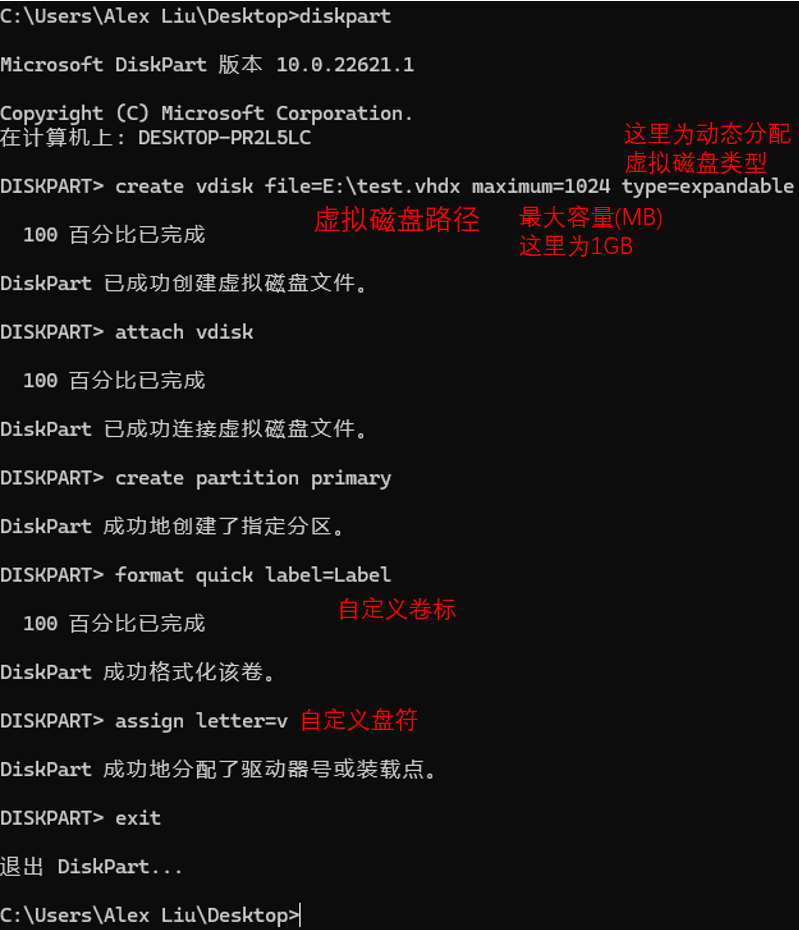 C:\Users\Alex Liu\Desktop>diskpart
Microsoft DiskPart 版本 10.0.22621.1
Copyright (C) Microsoft Corporation.
在计算机上: DESKTOP-PR2L5LC
这里为动态分配
虚拟磁盘类型
DISKPART> create vdisk file=E:\test.vhdx maximum=1024 type=expandable
虚拟磁盘路径
最大容量(MB)
这里为1GB
100 百分比已完成
DiskPart 已成功创建虚拟磁盘文件。
DISKPART> attach vdisk
100 百分比已完成
DiskPart 已成功连接虚拟磁盘文件。
DISKPART> create partition primary
DiskPart 成功地创建了指定分区。
DISKPART> format quick label=Label
自定义卷标
100 百分比已完成
DiskPart 成功格式化该卷。
DISKPART> assign letter=v 自定义盘符
DiskPart 成功地分配了驱动器号或装载点。
DISKPART> exit
退出 DiskPart...
C:\Users\Alex Liu\Desktop>